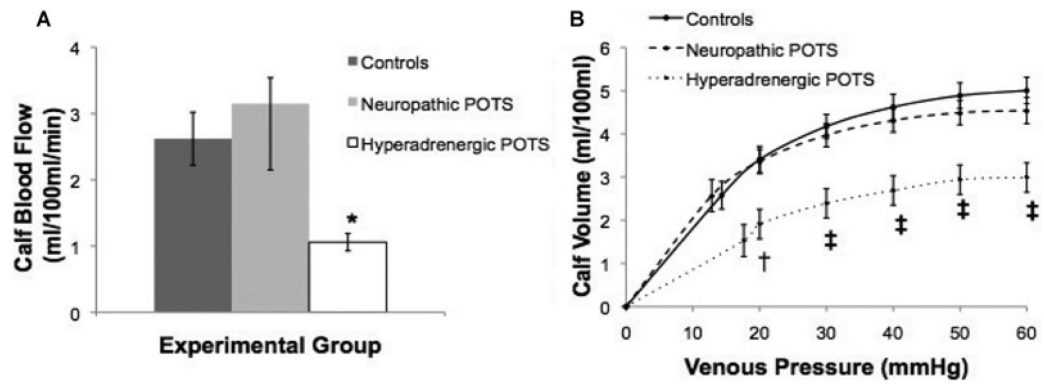 A
Calf Blood Flow
(ml/100ml/min)
4
3
2
1
0
Controls
Neuropathic POTS
Hyperadrenergic POTS
*
Experimental Group
B
Controls
Neuropathic POTS
Hyperadrenergic POTS
Calf Volume (ml/100ml)
6
5
4
3
2
1
0
† ‡ ‡ ‡ ‡
0 10 20 30 40 50 60
Venous Pressure (mmHg)